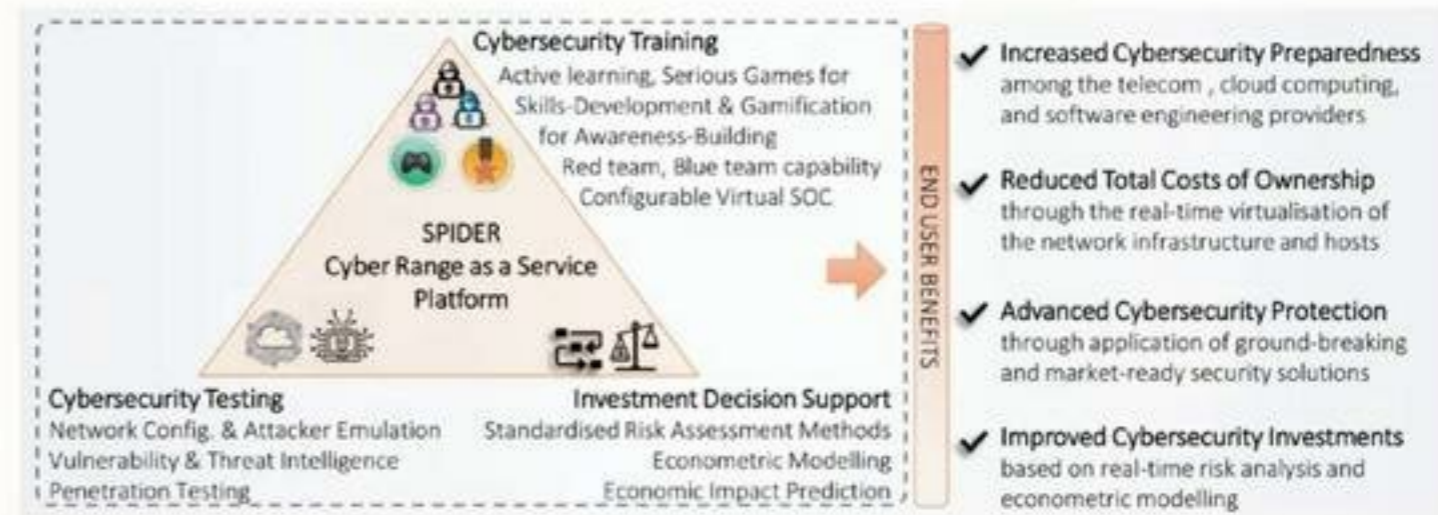 Cybersecurity Training
Active learning, Serious Games for
Skills-Development & Gamification
for Awareness-Building
Red team, Blue team capability
Configurable Virtual SOC
SPIDER
Cyber Range as a Service
Platform
Cybersecurity Testing
Network Config. & Attacker Emulation
Vulnerability & Threat Intelligence
Penetration Testing
Investment Decision Support
Standardised Risk Assessment Methods
Econometric Modelling
Economic Impact Prediction
END USER BENEFITS
Increased Cybersecurity Preparedness
among the telecom , cloud computing,
and software engineering providers
Reduced Total Costs of Ownership
through the real-time virtualisation of
the network infrastructure and hosts
Advanced Cybersecurity Protection
through application of ground-breaking
and market-ready security solutions
Improved Cybersecurity Investments
based on real-time risk analysis and
econometric modelling